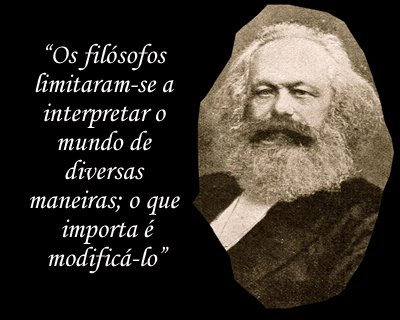 “Os filósofos
limitaram-se a
interpretar o
mundo de
diversas
maneiras; o que
importa é
modificá-lo”